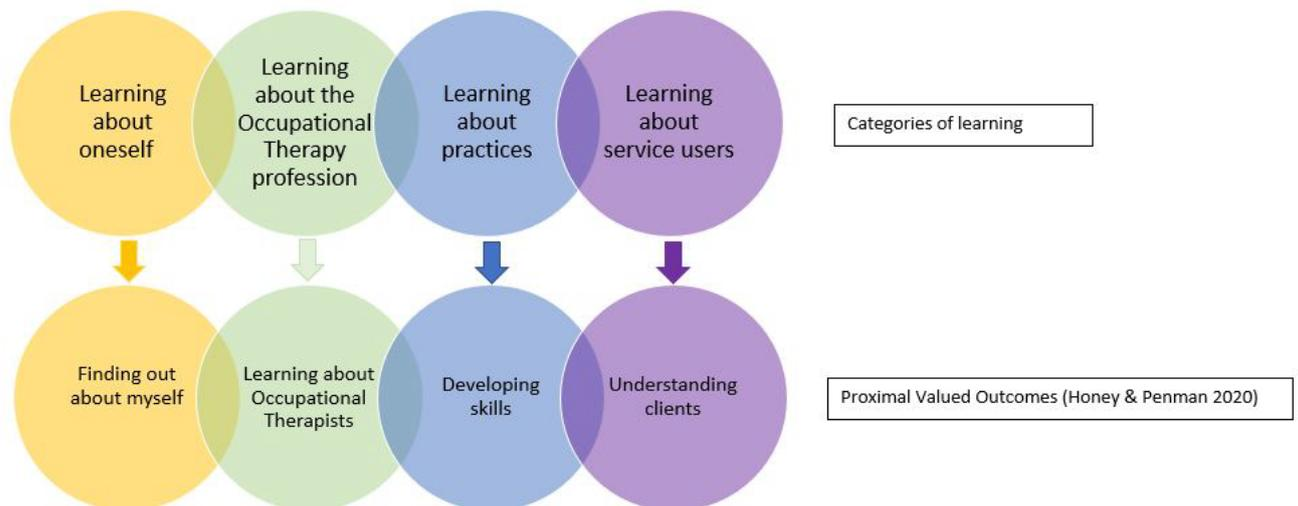 Learning
about
oneself
Learning
about the
Occupational
Therapy
profession
Learning
about
practices
Learning
about
service users
Categories of learning
Finding out
about myself
Learning about
Occupational
Therapists
Developing
skills
Understanding
clients
Proximal Valued Outcomes (Honey & Penman 2020)